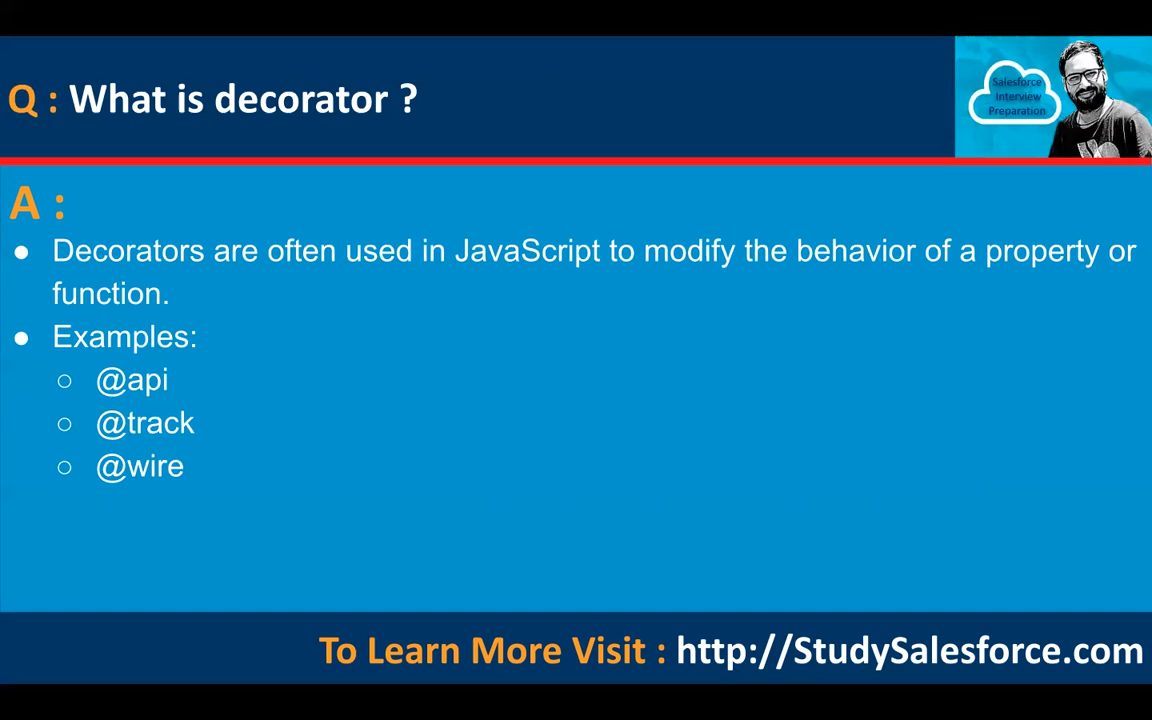 Q : What is decorator ?
Salesforce
Interview
Preparation
A :
● Decorators are often used in JavaScript to modify the behavior of a property or
function.
● Examples:
○ @api
○ @track
○ @wire
To Learn More Visit : http://StudySalesforce.com